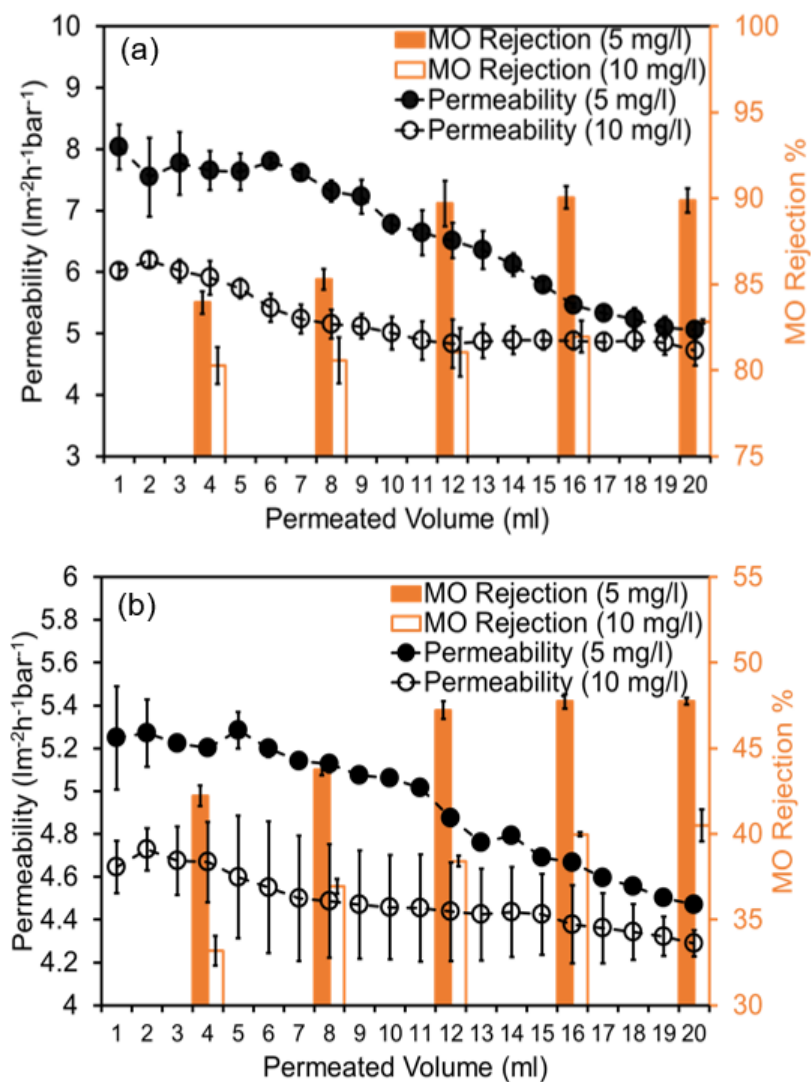 (a)
MO Rejection (5 mg/l)
MO Rejection (10 mg/l)
Permeability (5 mg/l)
Permeability (10 mg/l)
10
9
8
7
6
5
4
3
Permeability (lm⁻²h⁻¹bar⁻¹)
100
95
90
85
80
75
MO Rejection %
1 2 3 4 5 6 7 8 9 10 11 12 13 14 15 16 17 18 19 20
Permeated Volume (ml)
(b)
MO Rejection (5 mg/l)
MO Rejection (10 mg/l)
Permeability (5 mg/l)
Permeability (10 mg/l)
6
5.8
5.6
5.4
5.2
5
4.8
4.6
4.4
4.2
4
Permeability (lm⁻²h⁻¹bar⁻¹)
55
50
45
40
35
30
MO Rejection %
1 2 3 4 5 6 7 8 9 10 11 12 13 14 15 16 17 18 19 20
Permeated Volume (ml)